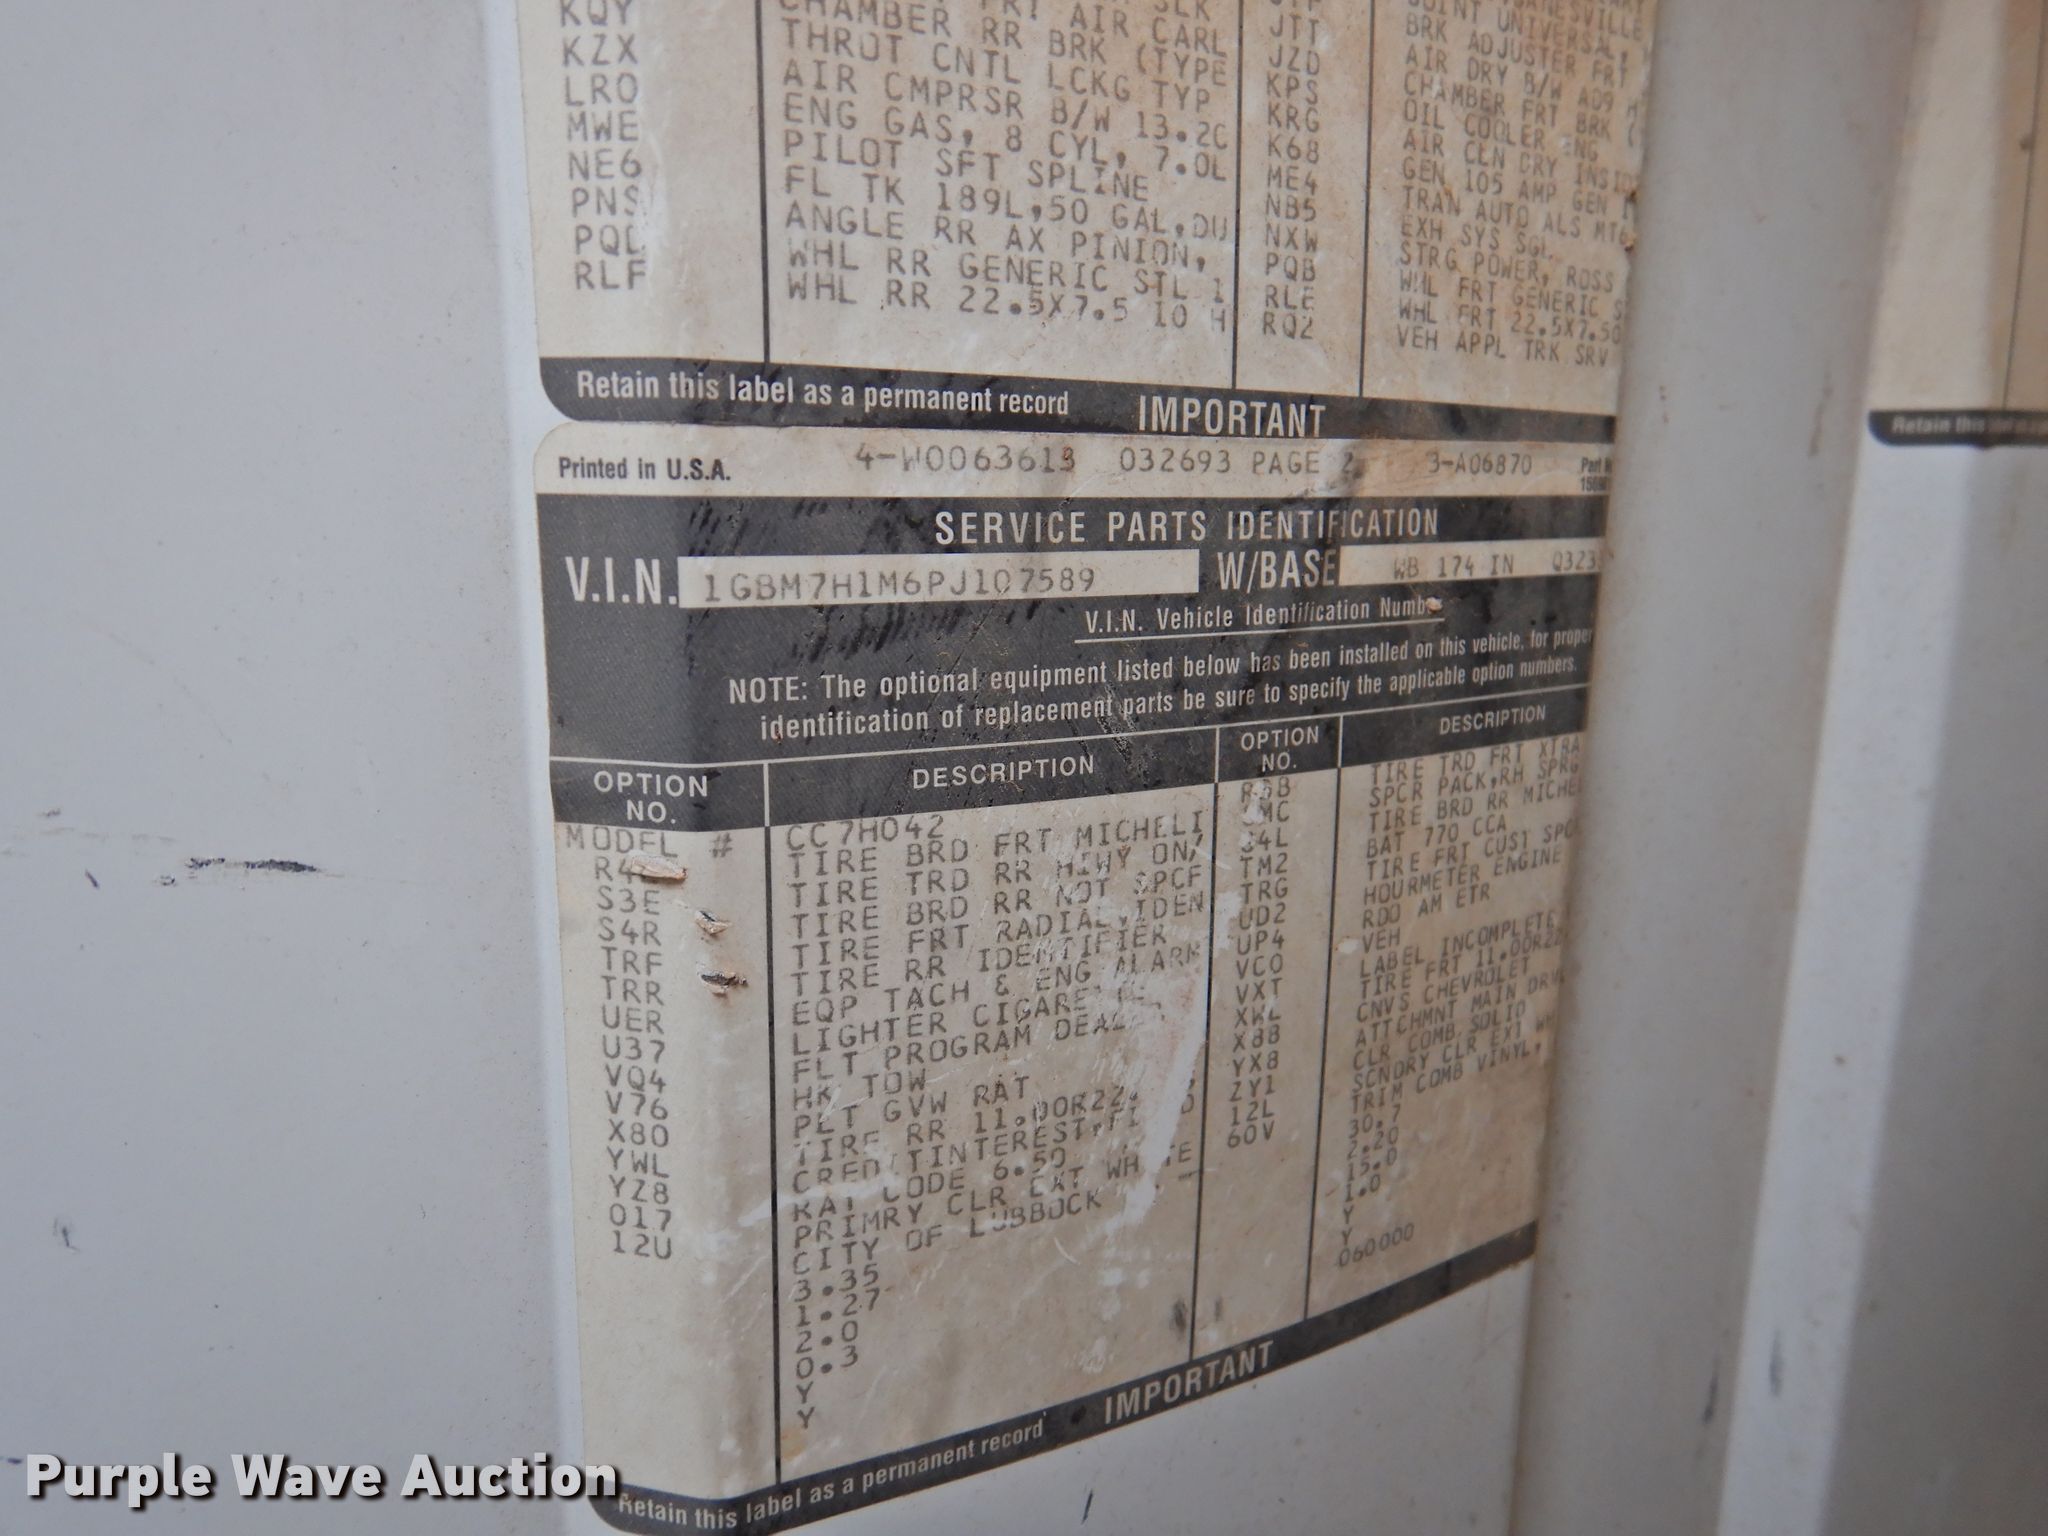 KQY
KZX
LRO
MWE
NE6
PNS
PQD
RLF
CHAMBER FRT AIR CARL
THROT RR BRK (TYPE
AIR CNTL LCKG TYP
ENG CMPRSR B/W 13.2C
PILOT GAS, 8 CYL, 7.0L
FL SFT SPLINE
ANGLE TK 189L,50 GAL,DU
WHL RR AX PINION,
WHL RR GENERIC STL
RR 22.5X7.5 10 H
JTT
JZD
KPS
KRG
K68
ME4
NB5
NXW
PQB
RLE
RQ2
JOINT UNIVERSAL,
BRK ADJUSTER FRT
AIR DRY B/W AD9
CHAMBER FRT BRK
OIL COOLER ENG
AIR CLN DRY
GEN 105 AMP GEN
TRAN AUTO ALS
EXH SYS SGL,
STRG POWER, ROSS
WHL FRT GENERIC
WHL FRT 22.5X7.50
VEH APPL TRK SRV
Retain this label as a permanent record IMPORTANT
Retain this
Printed in U.S.A. 4-W0063613 032693 PAGE 2 3-A06870
SERVICE PARTS IDENTIFICATION
V.I.N. 1GBM7H1M6PJ107589 W/BASE WB 174 IN
V.I.N. Vehicle Identification Number
NOTE: The optional equipment listed below has been installed on this vehicle, for proper
identification of replacement parts be sure to specify the applicable option numbers.
OPTION NO. DESCRIPTION OPTION NO. DESCRIPTION
MODEL #
S3E
S4R
TRF
TRR
UER
U37
VQ4
V76
X80
YWL
YZ8
017
12U
CC7H042
TIRE BRD FRT MICHELI
TIRE TRD RR HIWY ON/
TIRE BRD RR NOT SPCF
TIRE FRT RADIAL,IDEN
TIRE RR IDENTIFIER
EQP TACH & ENG ALARM
LIGHTER
FLT PROGRAM
HK TOW
PLT GVW RAT
TIRE RR 11.00R22.
INTEREST,
CODE 6.50
PRIMRY CLR EXT WHITE
CITY OF LUBBOCK
3.35
1.27
2.0
0.3
Y
Y
TM2
TRG
UD2
UP4
VCO
VXT
XWL
X88
YX8
ZY1
12L
60V
TIRE TRD FRT XTRA
SPCR PACK,RH SPRG
TIRE BRD RR
BAT 770 CCA
TIRE FRT CUST
HOURMETER ENGINE
RDO AM ETR
VEH
LABEL INCOMPLETE
TIRE FRT
CNVS CHEVROLET
ATTCHMNT MAIN
CLR COMB SOLID
SCNDRY CLR EXT
TRIM COMB VINYL,
30.7
2.20
15.0
1.0
Y
Y
060000
Retain this label as a permanent record IMPORTANT
Purple Wave Auction